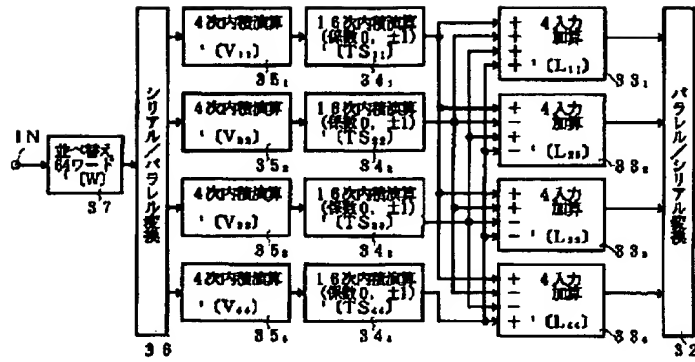 IN
並べ替え
64ワード
〔W〕
37
シリアル/パラレル変換
36
4次内積演算
'〔V₁₁〕
35₁
16次内積演算
(係数0, ±1)
'〔TS₁₁〕
34₁
+ 4入力
+ 加算
+
+ '〔L₁₁〕
33₁
4次内積演算
'〔V₂₂〕
35₂
16次内積演算
(係数0, ±1)
'〔TS₂₂〕
34₂
+ 4入力
- 加算
+
- '〔L₂₂〕
33₂
4次内積演算
'〔V₃₃〕
35₃
16次内積演算
(係数0, ±1)
'〔TS₃₃〕
34₃
+ 4入力
+ 加算
-
- '〔L₃₃〕
33₃
4次内積演算
'〔V₄₄〕
35₄
16次内積演算
(係数0, ±1)
'〔TS₄₄〕
34₄
+ 4入力
- 加算
-
+ '〔L₄₄〕
33₄
パラレル/シリアル変換
32